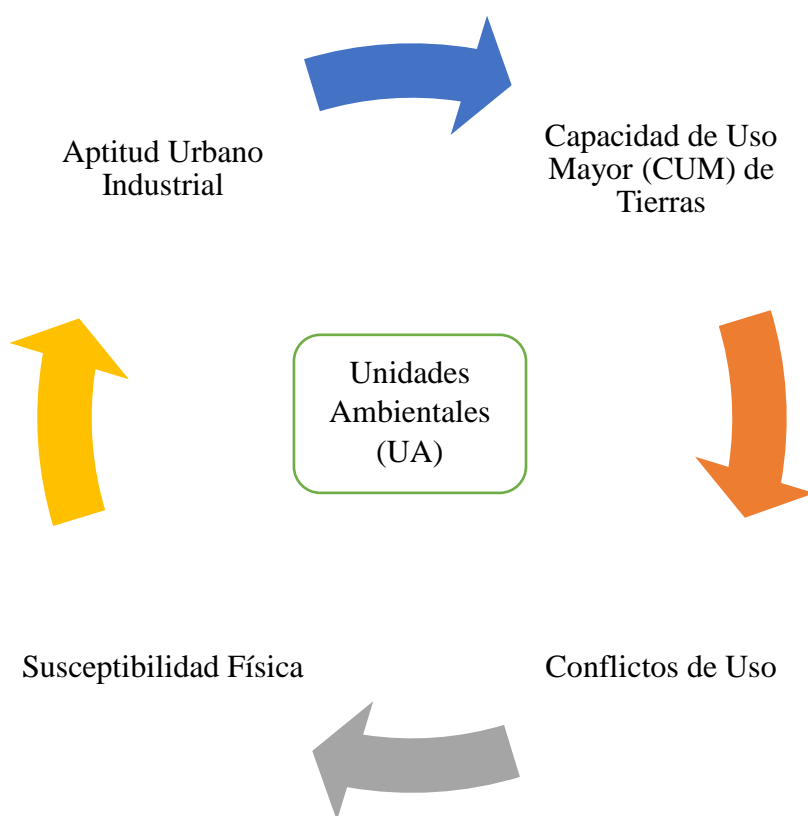 Aptitud Urbano
Industrial
Capacidad de Uso
Mayor (CUM) de
Tierras
Unidades
Ambientales
(UA)
Susceptibilidad Física
Conflictos de Uso